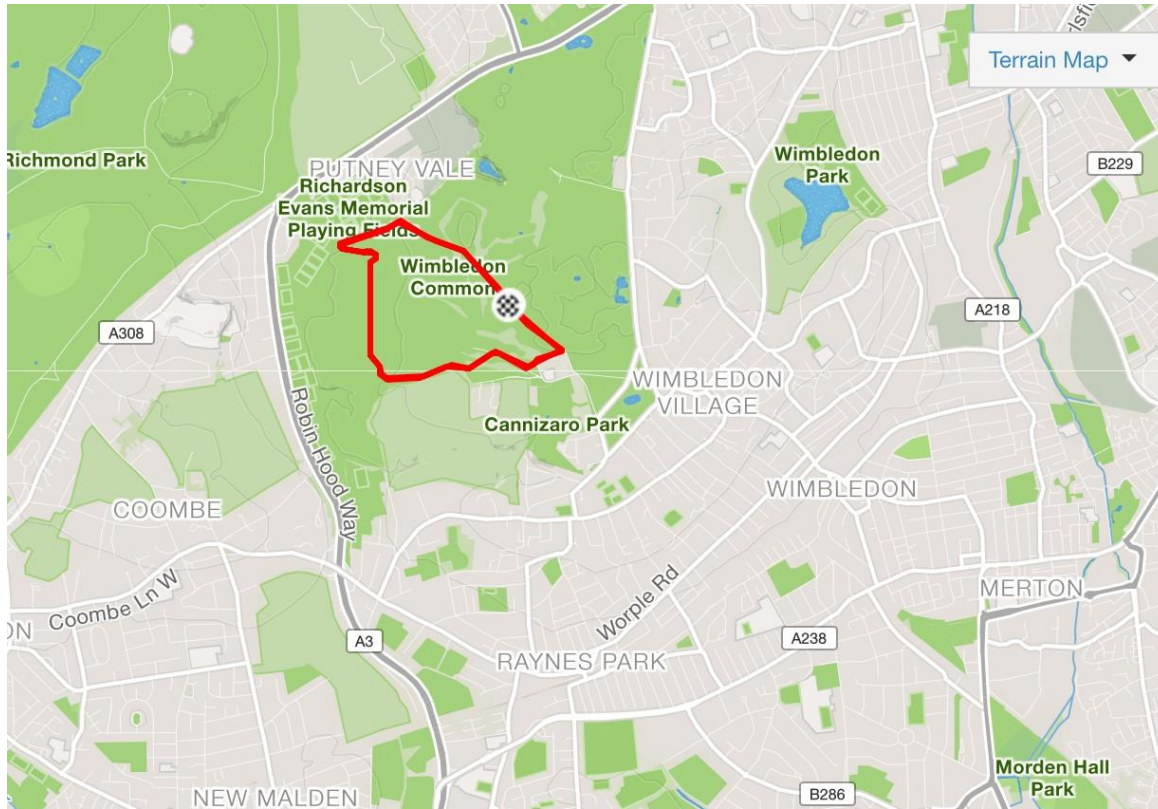 Terrain Map
Richmond Park
PUTNEY VALE
Richardson
Evans Memorial
Playing Fields
Wimbledon
Park
B229
Wimbledon
Common
A308
A218
WIMBLEDON
VILLAGE
Cannizaro Park
Robin Hood Way
WIMBLEDON
COOMBE
Coombe Ln W
Worple Rd
MERTON
A3
A238
RAYNES PARK
Morden Hall
Park
NEW MALDEN
B286